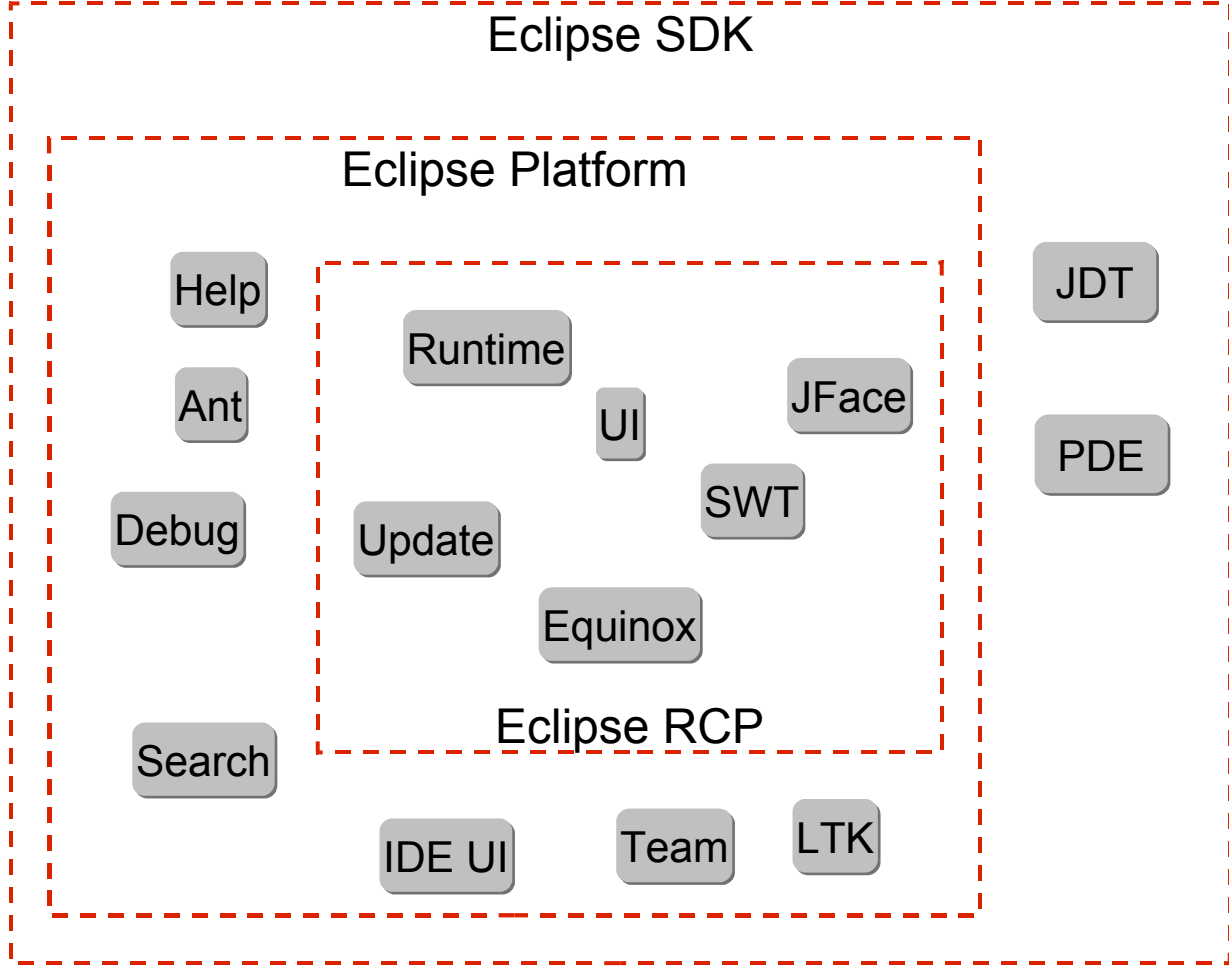 Eclipse SDK
Eclipse Platform
Help
Runtime
JDT
Ant
UI
JFace
PDE
Debug
Update
SWT
Equinox
Eclipse RCP
Search
IDE UI
Team
LTK